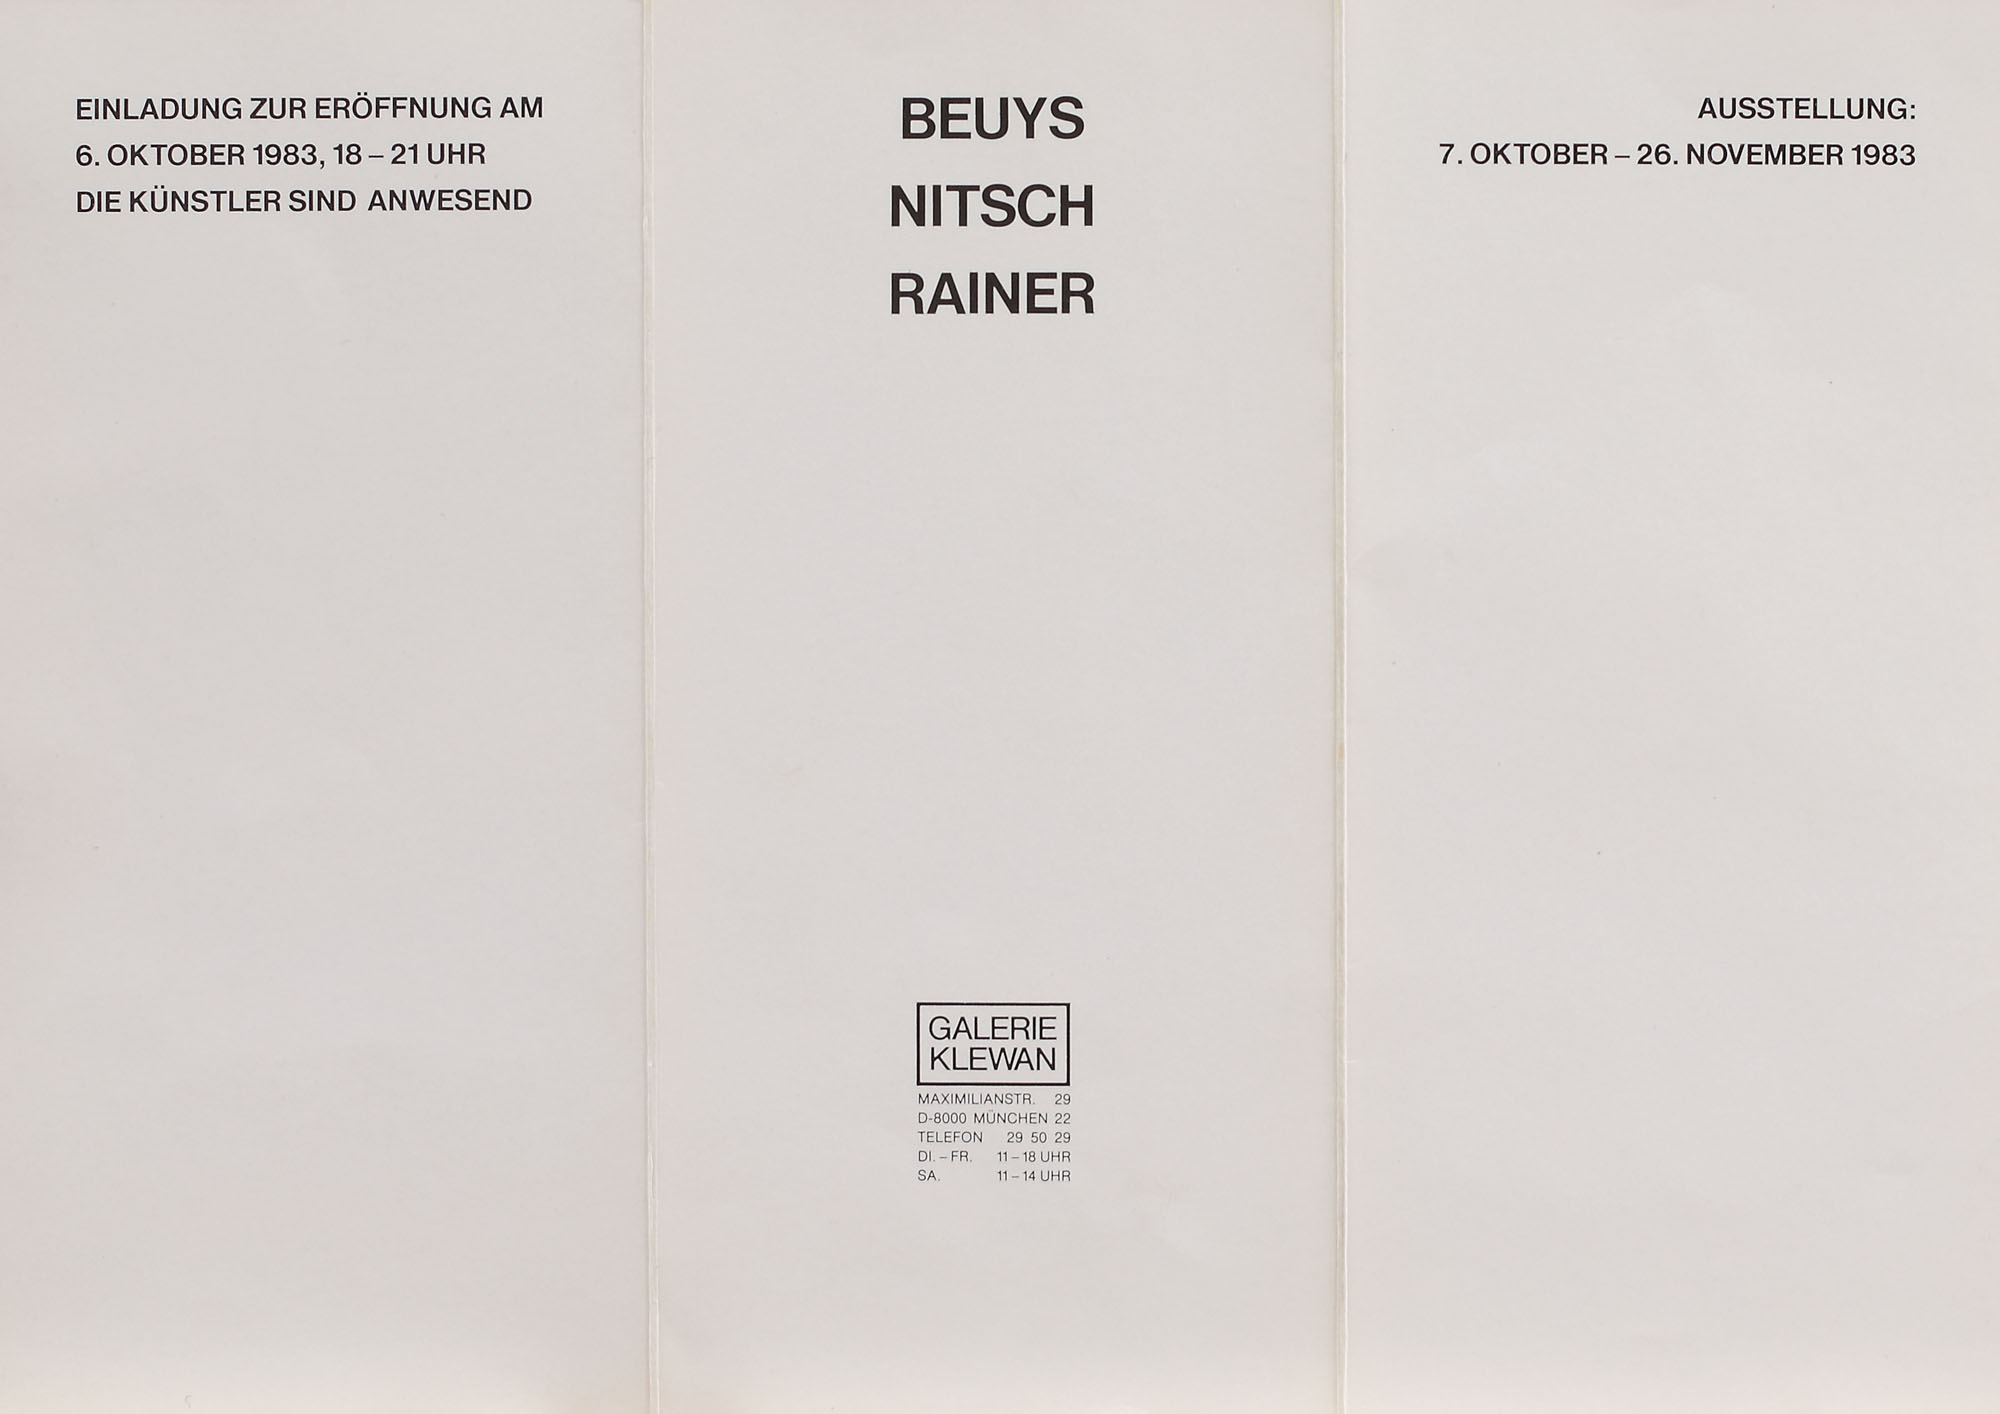 EINLADUNG ZUR ERÖFFNUNG AM
6. OKTOBER 1983, 18 – 21 UHR
DIE KÜNSTLER SIND ANWESEND
BEUYS
NITSCH
RAINER
GALERIE
KLEWAN
MAXIMILIANSTR. 29
D-8000 MÜNCHEN 22
TELEFON 29 50 29
DI. – FR. 11 – 18 UHR
SA. 11 – 14 UHR
AUSSTELLUNG:
7. OKTOBER – 26. NOVEMBER 1983